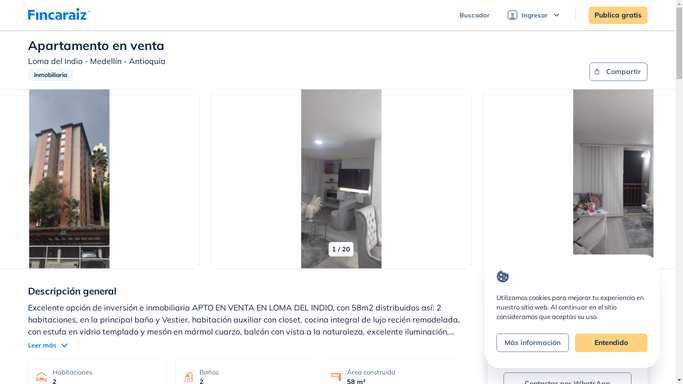 Fincaraiz
Buscador
Ingresar
Publica gratis
Apartamento en venta
Loma del Indio - Medellín - Antioquia
Inmobiliaria
Compartir
1 / 20
Descripción general
Excelente opción de inversión e inmobiliaria APTO EN VENTA EN LOMA DEL INDIO, con 58m2 distribuidos así: 2
habitaciones, en la principal baño y Vestier, habitación auxiliar con closet, cocina integral de lujo recién remodelada,
con estufa en vidrio templado y mesón en mármol cuarzo, balcón con vista a la naturaleza, excelente iluminación,...
Leer más
Habitaciones
2
Baños
2
Área construida
58 m²
Utilizamos cookies para mejorar tu experiencia en
nuestro sitio web. Al continuar en el sitio
consideramos que aceptas su uso.
Más información
Entendido
Contactar por WhatsApp